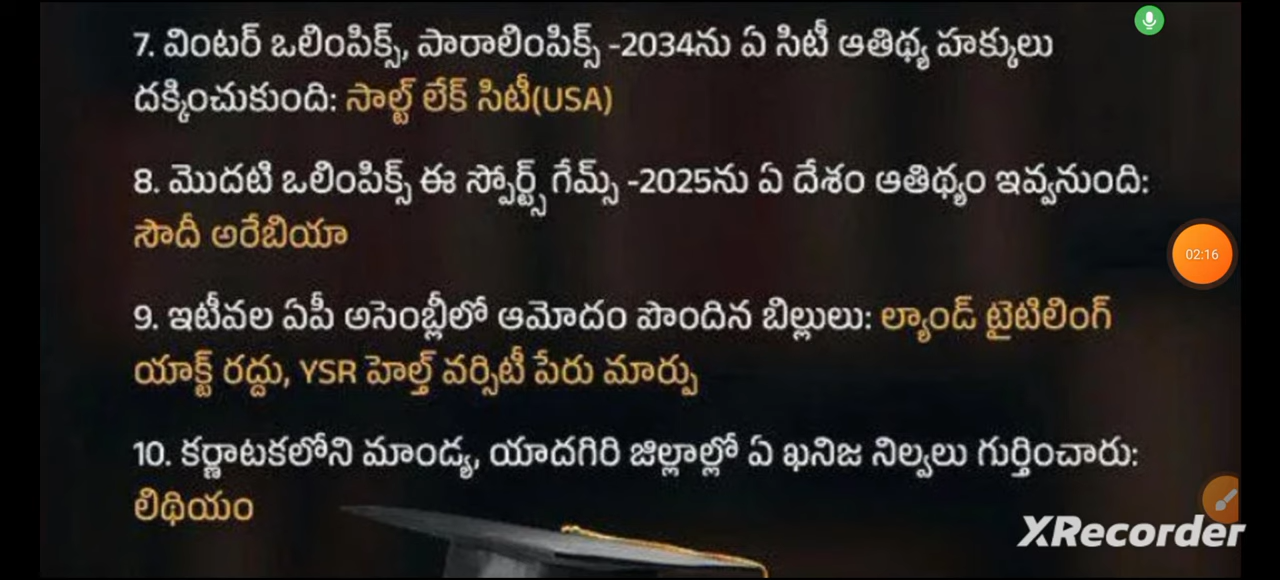 7. వింటర్ ఒలింపిక్స్, పారాలింపిక్స్ -2034ను ఏ సిటీ ఆతిథ్య హక్కులు
దక్కించుకుంది: సాల్ట్ లేక్ సిటీ(USA)
8. మొదటి ఒలింపిక్స్ ఈ స్పోర్ట్స్ గేమ్స్ -2025ను ఏ దేశం ఆతిథ్యం ఇవ్వనుంది:
సౌదీ అరేబియా
02:16
9. ఇటీవల ఏపీ అసెంబ్లీలో ఆమోదం పొందిన బిల్లులు: ల్యాండ్ టైటిలింగ్
యాక్ట్ రద్దు, YSR హెల్త్ వర్సిటీ పేరు మార్పు
10. కర్ణాటకలోని మాండ్య, యాదగిరి జిల్లాల్లో ఏ ఖనిజ నిల్వలు గుర్తించారు:
లిథియం
XRecorder